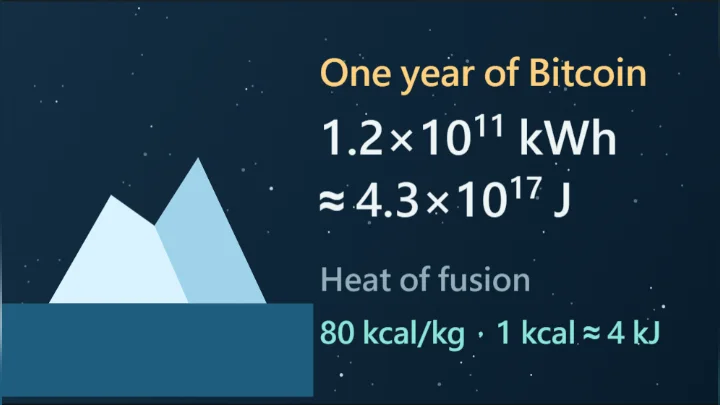 One year of Bitcoin
1.2×10¹¹ kWh
≈ 4.3×10¹⁷ J
Heat of fusion
80 kcal/kg · 1 kcal ≈ 4 kJ